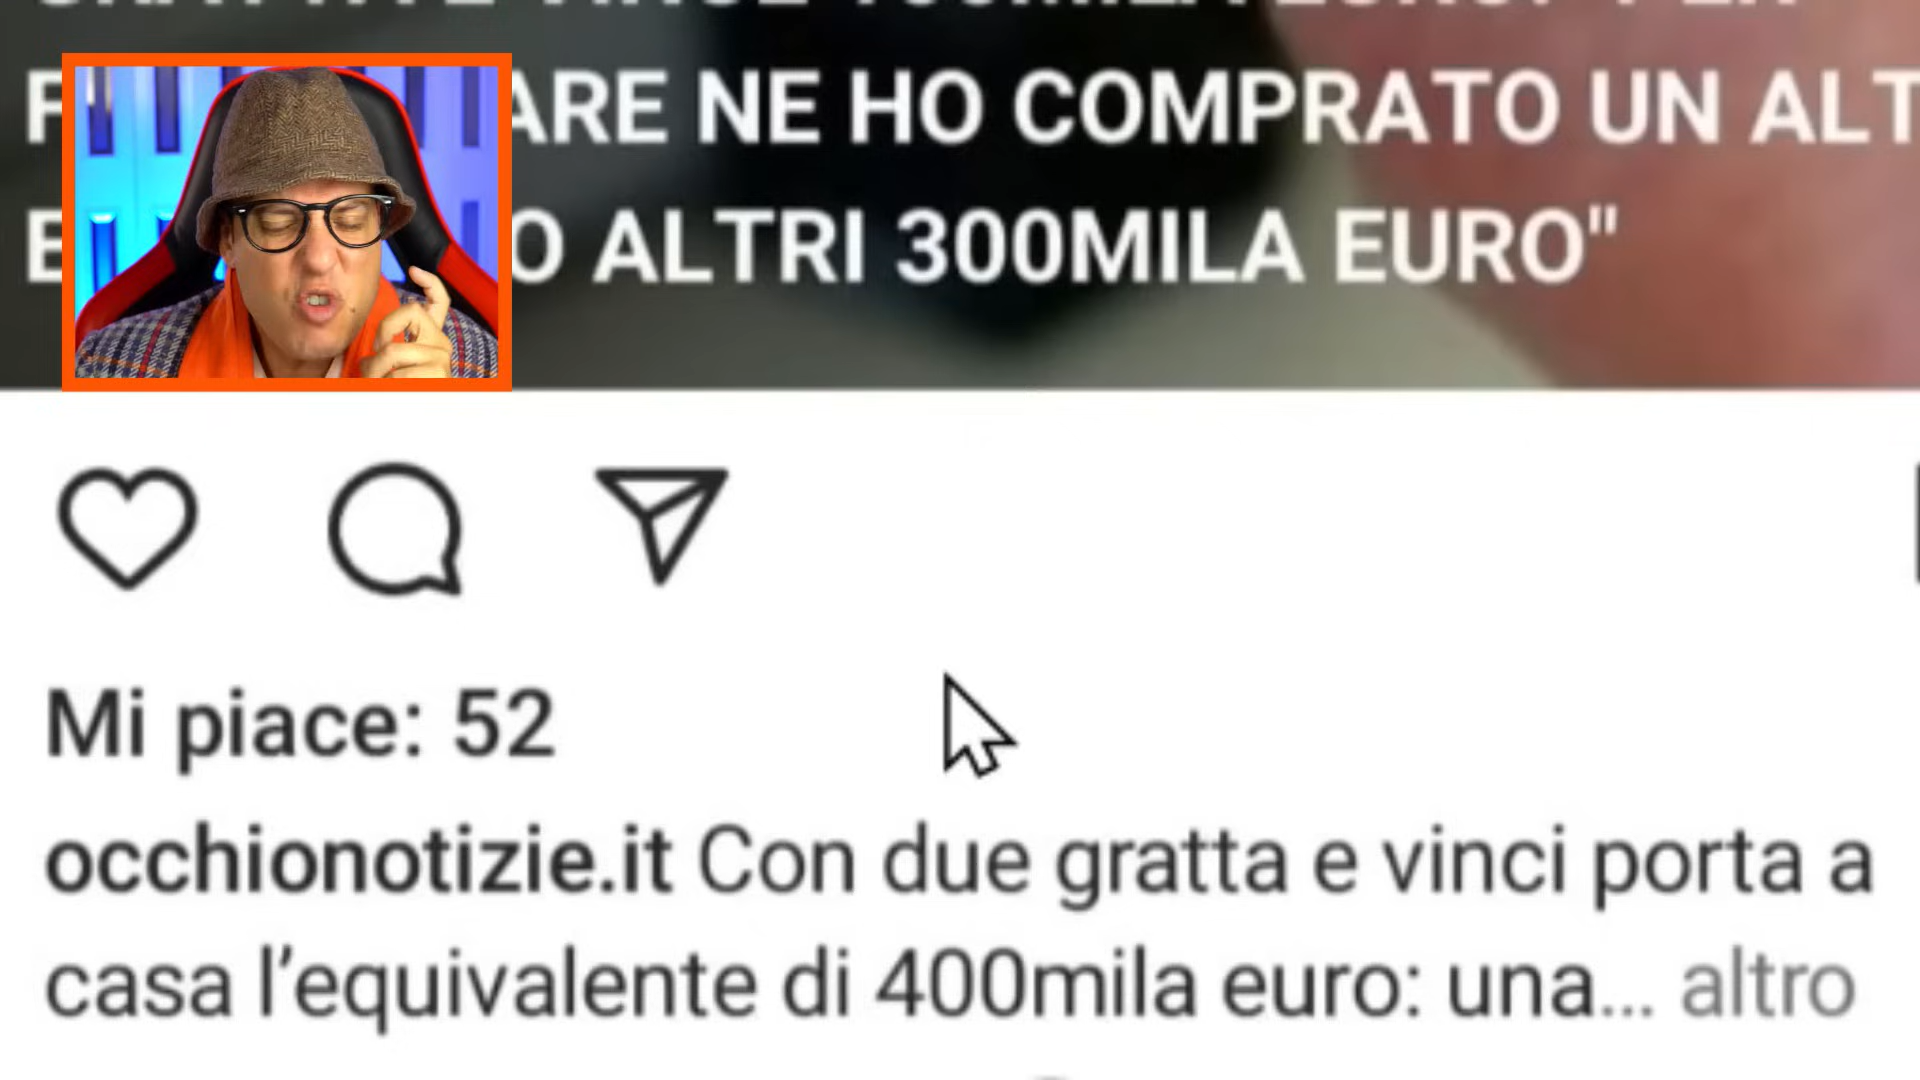 ARE NE HO COMPRATO UN ALT
O ALTRI 300MILA EURO"
Mi piace: 52
occhionotizie.it Con due gratta e vinci porta a
casa l'equivalente di 400mila euro: una... altro